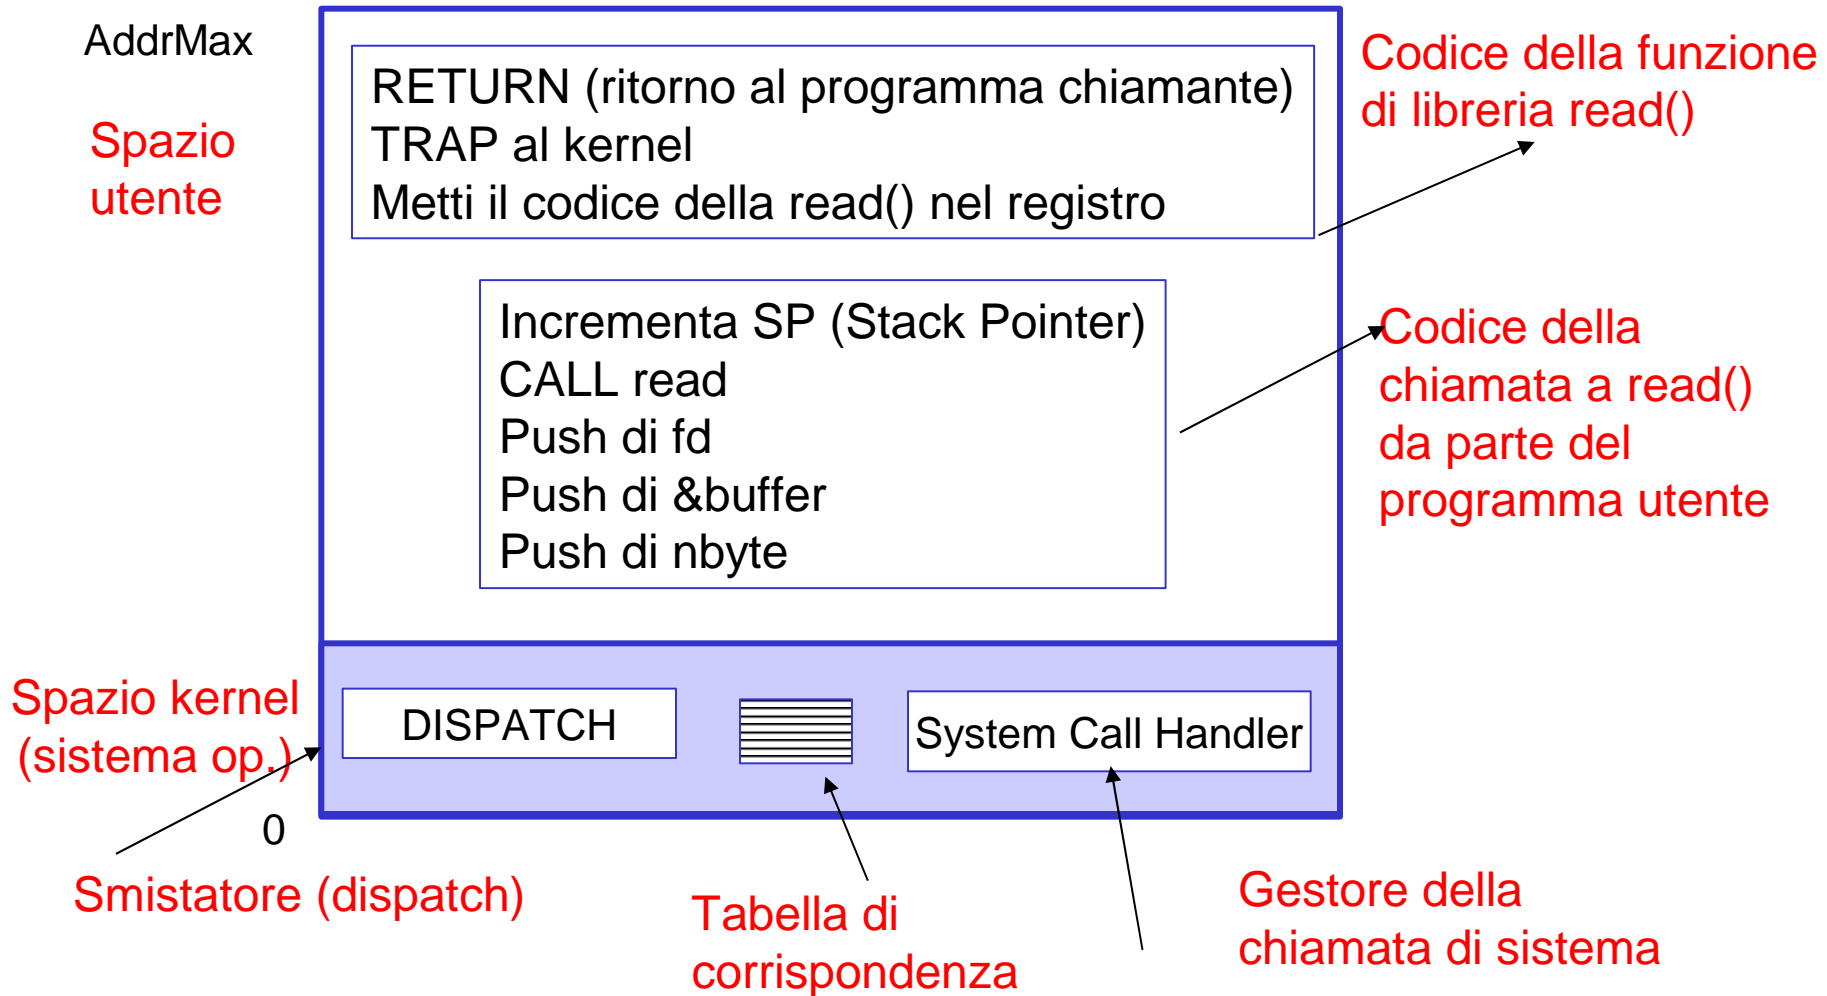 AddrMax
Spazio
utente
RETURN (ritorno al programma chiamante)
TRAP al kernel
Metti il codice della read() nel registro
Codice della funzione
di libreria read()
Incrementa SP (Stack Pointer)
CALL read
Push di fd
Push di &buffer
Push di nbyte
Codice della
chiamata a read()
da parte del
programma utente
Spazio kernel
(sistema op.)
0
DISPATCH
System Call Handler
Smistatore (dispatch)
Tabella di
corrispondenza
Gestore della
chiamata di sistema